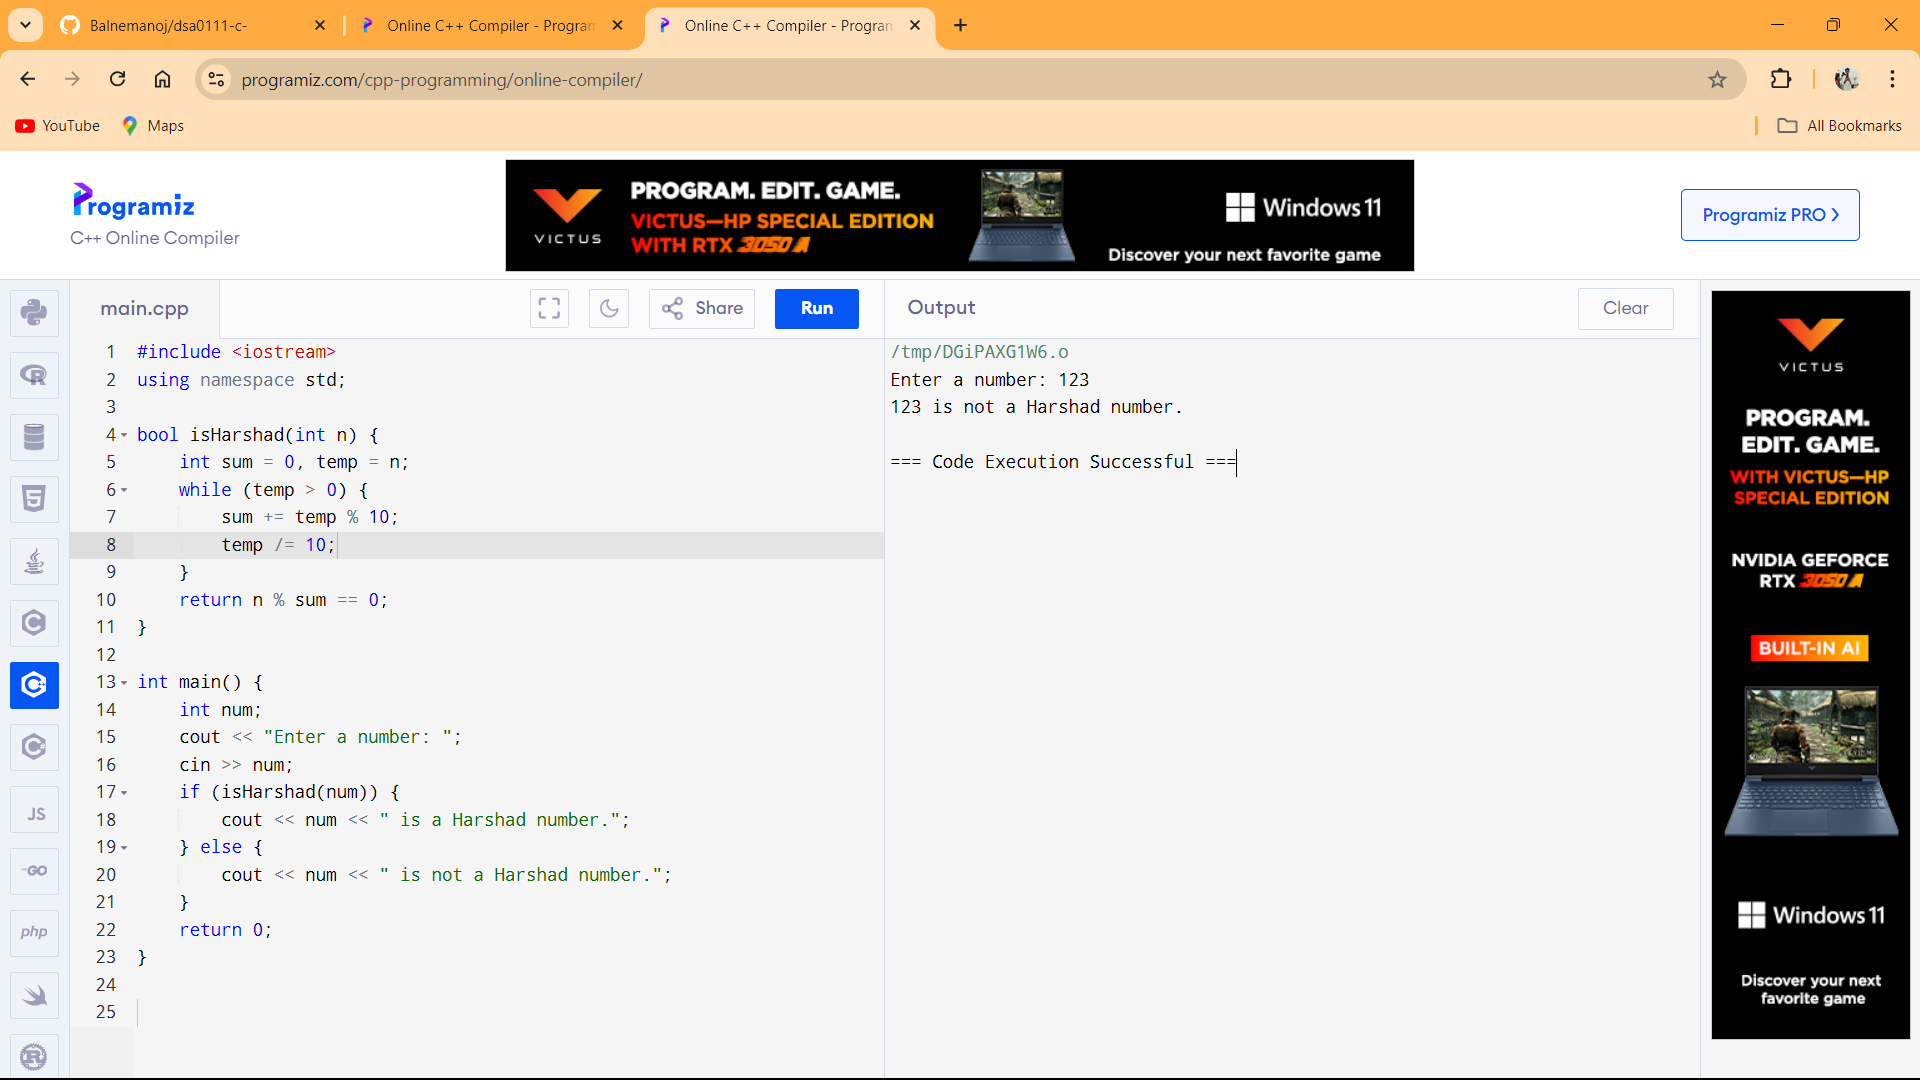 Balnemanoj/dsa0111-c-
Online C++ Compiler - Program
Online C++ Compiler - Program
programiz.com/cpp-programming/online-compiler/
YouTube
Maps
All Bookmarks
Programiz
C++ Online Compiler
VICTUS
PROGRAM. EDIT. GAME.
VICTUS—HP SPECIAL EDITION
WITH RTX 3050 A
Windows 11
Discover your next favorite game
Programiz PRO >
main.cpp
Share
Run
Output
Clear
1 #include <iostream>
2 using namespace std;
3
4 bool isHarshad(int n) {
5     int sum = 0, temp = n;
6     while (temp > 0) {
7         sum += temp % 10;
8         temp /= 10;
9     }
10     return n % sum == 0;
11 }
12
13 int main() {
14     int num;
15     cout << "Enter a number: ";
16     cin >> num;
17     if (isHarshad(num)) {
18         cout << num << " is a Harshad number.";
19     } else {
20         cout << num << " is not a Harshad number.";
21     }
22     return 0;
23 }
24
25
/tmp/DGiPAXG1W6.o
Enter a number: 123
123 is not a Harshad number.
=== Code Execution Successful ===
R
5
C
C+
C#
JS
GO
php
R
VICTUS
PROGRAM.
EDIT. GAME.
WITH VICTUS—HP
SPECIAL EDITION
NVIDIA GEFORCE
RTX 3050 A
BUILT-IN AI
Windows 11
Discover your next
favorite game